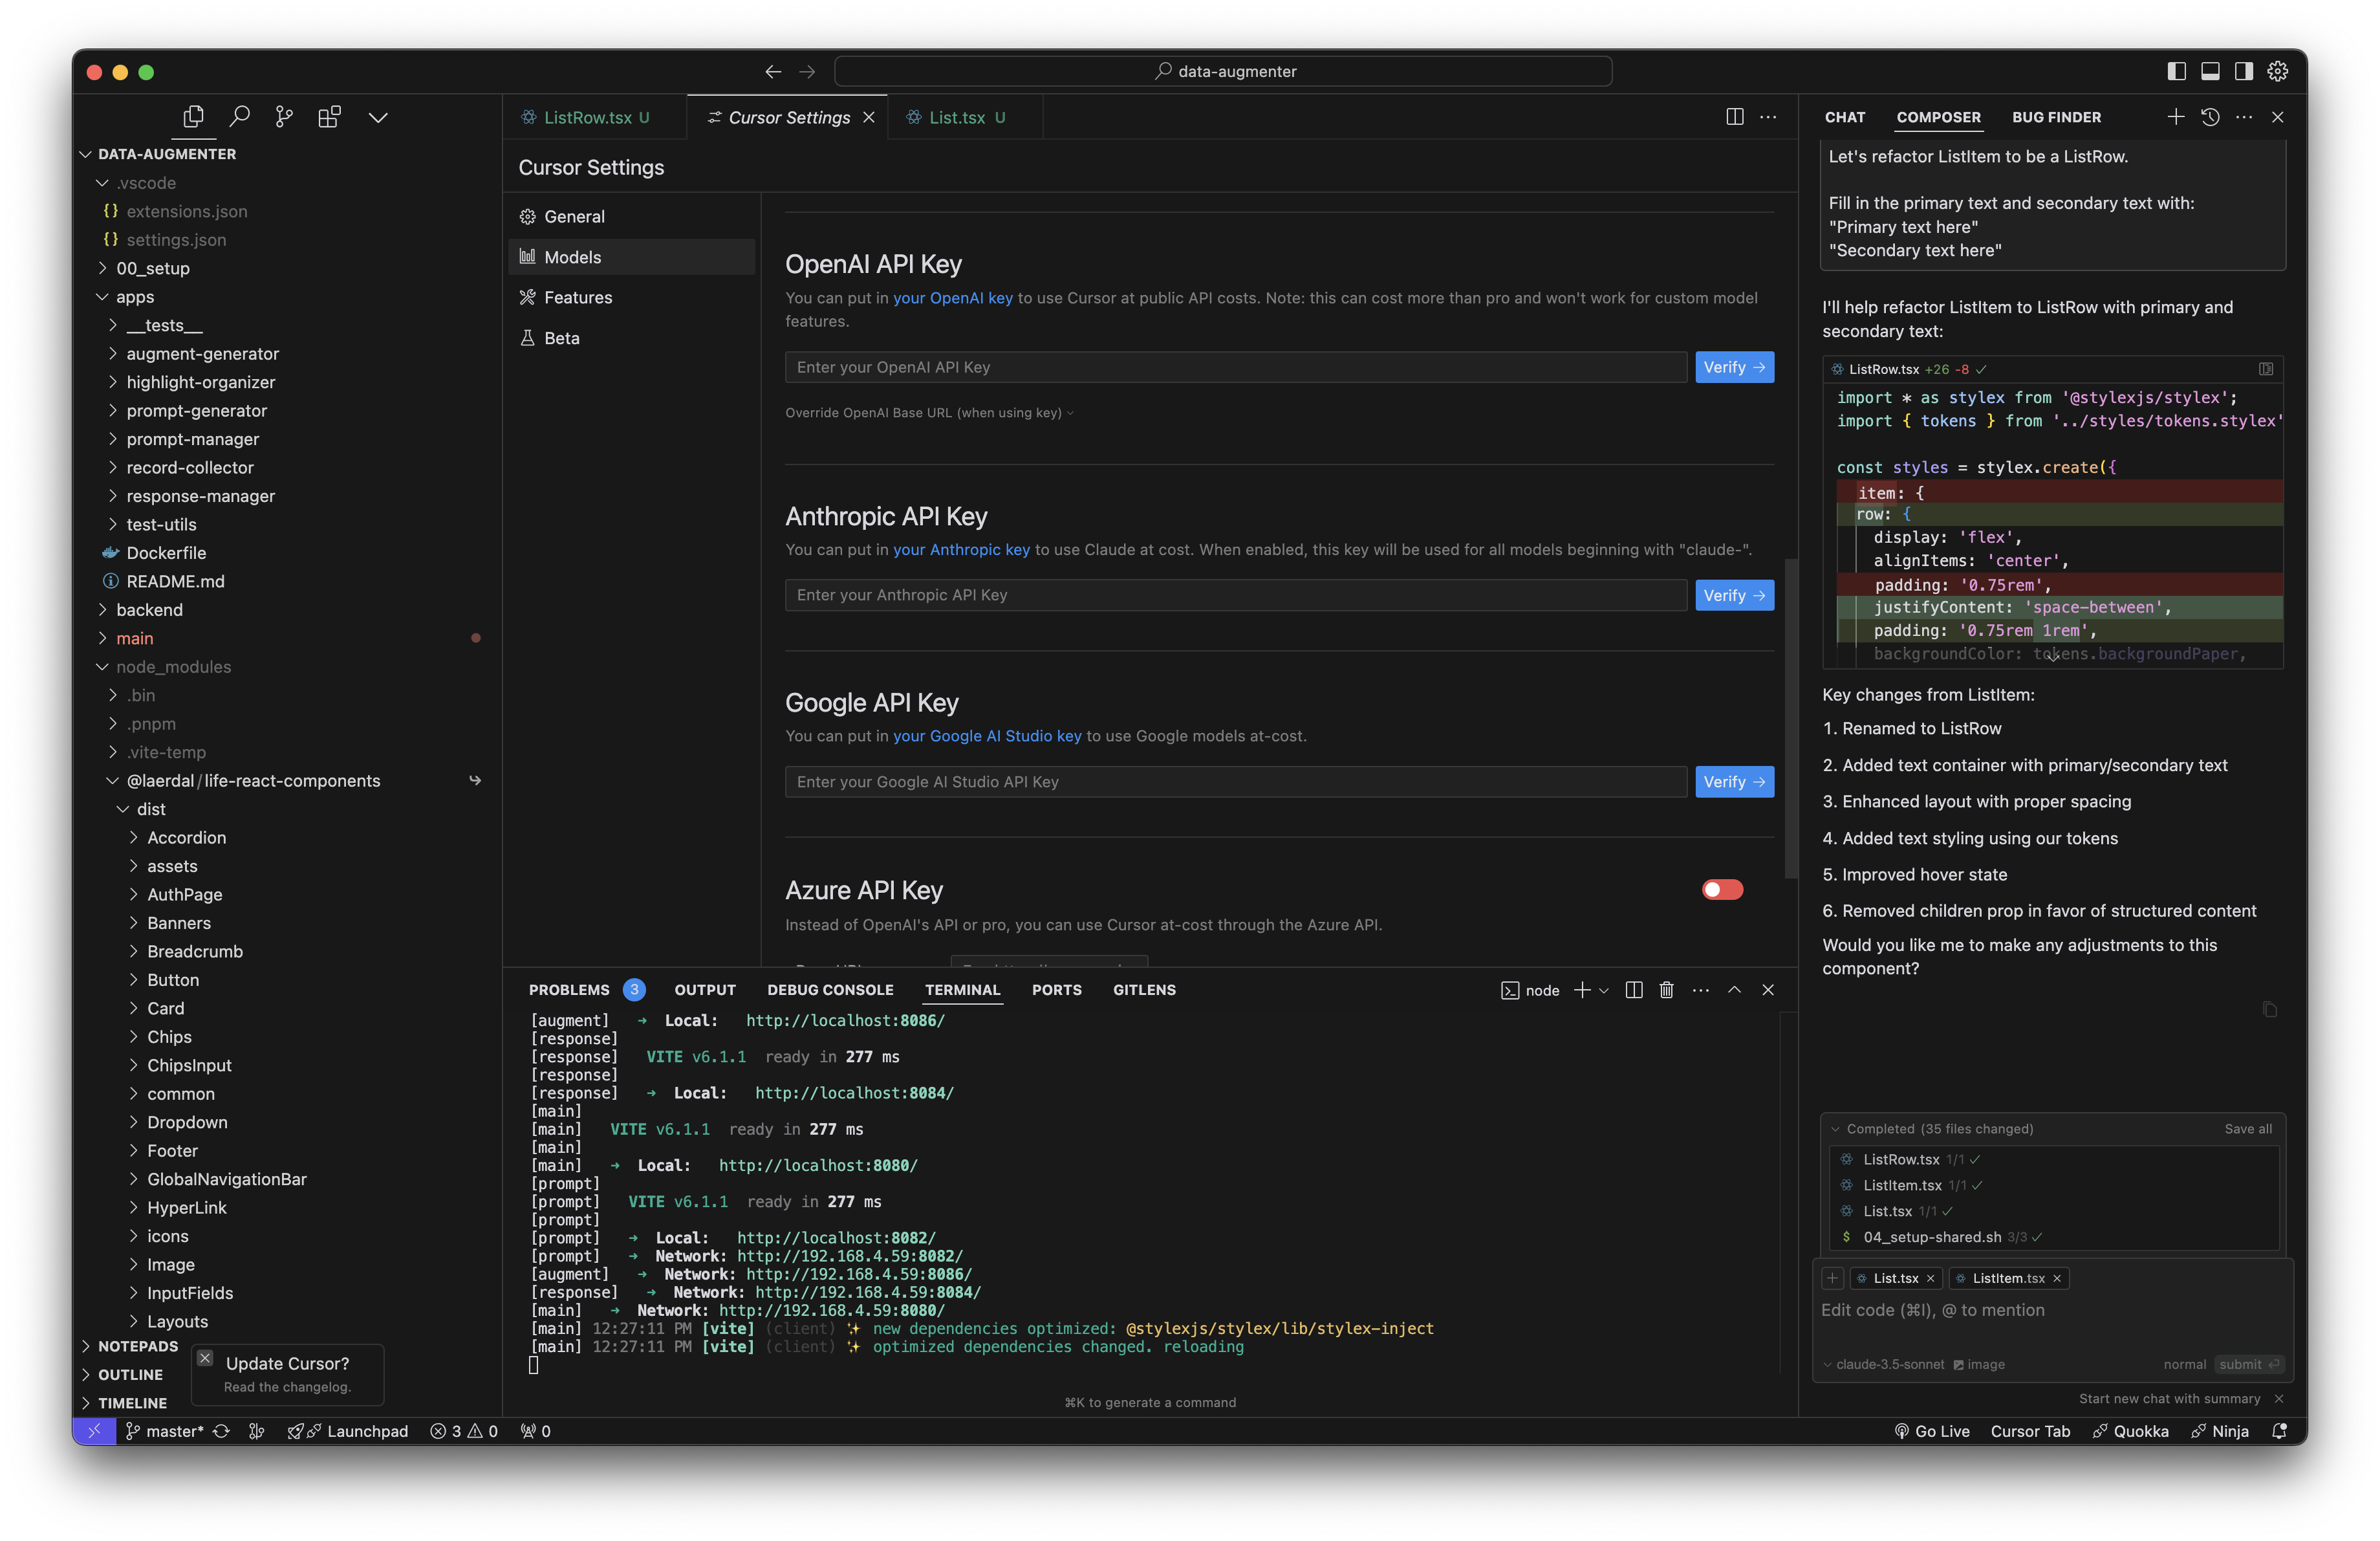 data-augmenter
DATA-AUGMENTER
.vscode
{} extensions.json
{} settings.json
00_setup
apps
__tests__
augment-generator
highlight-organizer
prompt-generator
prompt-manager
record-collector
response-manager
test-utils
Dockerfile
README.md
backend
main
node_modules
.bin
.pnpm
.vite-temp
@laerdal/life-react-components
dist
Accordion
assets
AuthPage
Banners
Breadcrumb
Button
Card
Chips
ChipsInput
common
Dropdown
Footer
GlobalNavigationBar
HyperLink
icons
Image
InputFields
Layouts
NOTEPADS
OUTLINE
TIMELINE
Update Cursor?
Read the changelog.
ListRow.tsx U
Cursor Settings
List.tsx U
Cursor Settings
General
Models
Features
Beta
OpenAI API Key
You can put in your OpenAI key to use Cursor at public API costs. Note: this can cost more than pro and won't work for custom model
features.
Enter your OpenAI API Key
Verify →
Override OpenAI Base URL (when using key)
Anthropic API Key
You can put in your Anthropic key to use Claude at cost. When enabled, this key will be used for all models beginning with "claude-".
Enter your Anthropic API Key
Verify →
Google API Key
You can put in your Google AI Studio key to use Google models at-cost.
Enter your Google AI Studio API Key
Verify →
Azure API Key
Instead of OpenAI's API or pro, you can use Cursor at-cost through the Azure API.
PROBLEMS 3 OUTPUT DEBUG CONSOLE TERMINAL PORTS GITLENS
node
[augment] ➜ Local: http://localhost:8086/
[response]
[response] VITE v6.1.1 ready in 277 ms
[response]
[response] ➜ Local: http://localhost:8084/
[main]
[main] VITE v6.1.1 ready in 277 ms
[main]
[main] ➜ Local: http://localhost:8080/
[prompt]
[prompt] VITE v6.1.1 ready in 277 ms
[prompt]
[prompt] ➜ Local: http://localhost:8082/
[prompt] ➜ Network: http://192.168.4.59:8082/
[augment] ➜ Network: http://192.168.4.59:8086/
[response] ➜ Network: http://192.168.4.59:8084/
[main] ➜ Network: http://192.168.4.59:8080/
[main] 12:27:11 PM [vite] (client) ✨ new dependencies optimized: @stylexjs/stylex/lib/stylex-inject
[main] 12:27:11 PM [vite] (client) ✨ optimized dependencies changed. reloading
⌘K to generate a command
CHAT COMPOSER BUG FINDER
Let's refactor ListItem to be a ListRow.
Fill in the primary text and secondary text with:
"Primary text here"
"Secondary text here"
I'll help refactor ListItem to ListRow with primary and
secondary text:
ListRow.tsx +26 -8 ✓
import * as stylex from '@stylexjs/stylex';
import { tokens } from '../styles/tokens.stylex'
const styles = stylex.create({
item: {
row: {
display: 'flex',
alignItems: 'center',
padding: '0.75rem',
justifyContent: 'space-between',
padding: '0.75rem 1rem',
backgroundColor: tokens.backgroundPaper,
Key changes from ListItem:
1. Renamed to ListRow
2. Added text container with primary/secondary text
3. Enhanced layout with proper spacing
4. Added text styling using our tokens
5. Improved hover state
6. Removed children prop in favor of structured content
Would you like me to make any adjustments to this
component?
Completed (35 files changed)
Save all
ListRow.tsx 1/1 ✓
ListItem.tsx 1/1 ✓
List.tsx 1/1 ✓
$ 04_setup-shared.sh 3/3 ✓
List.tsx ×
ListItem.tsx ×
Edit code (⌘I), @ to mention
claude-3.5-sonnet image
normal submit
Start new chat with summary ×
master*
Launchpad
3 0
0
Go Live
Cursor Tab
Quokka
Ninja